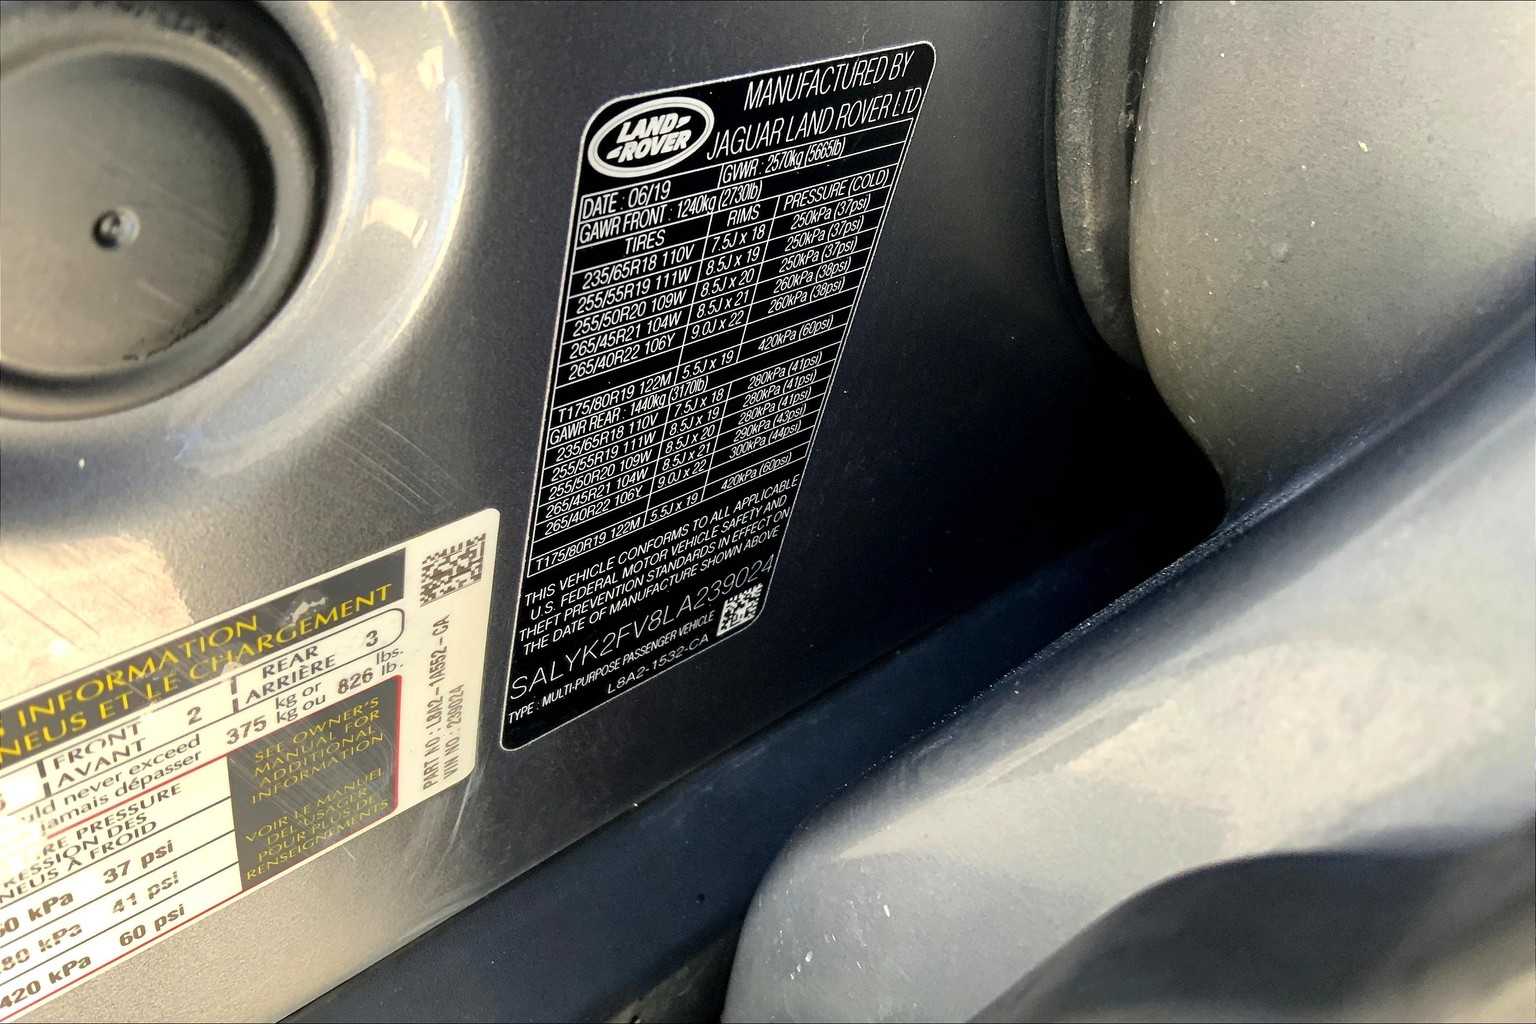 LAND-
-ROVER
MANUFACTURED BY
JAGUAR LAND ROVER LTD
DATE : 06/19 GVWR : 2570kg (5665lb)
GAWR FRONT : 1240kg (2730lb)
TIRES RIMS PRESSURE (COLD)
235/65R18 110V 7.5J x 18 250kPa (37psi)
255/55R19 111W 8.5J x 19 250kPa (37psi)
255/50R20 109W 8.5J x 20 250kPa (37psi)
265/45R21 104W 8.5J x 21 260kPa (38psi)
265/40R22 106Y 9.0J x 22 260kPa (38psi)
T175/80R19 122M 5.5J x 19 420kPa (60psi)
GAWR REAR : 1440kg (3170lb)
235/65R18 110V 7.5J x 18 280kPa (41psi)
255/55R19 111W 8.5J x 19 280kPa (41psi)
255/50R20 109W 8.5J x 20 280kPa (41psi)
265/45R21 104W 8.5J x 21 290kPa (43psi)
265/40R22 106Y 9.0J x 22 300kPa (44psi)
T175/80R19 122M 5.5J x 19 420kPa (60psi)
THIS VEHICLE CONFORMS TO ALL APPLICABLE
U.S. FEDERAL MOTOR VEHICLE SAFETY AND
THEFT PREVENTION STANDARDS IN EFFECT ON
THE DATE OF MANUFACTURE SHOWN ABOVE
SALYK2FV8LA239024
TYPE : MULTI-PURPOSE PASSENGER VEHICLE
L8A2-1532-CA
INFORMATION
ET LE CHARGEMENT
FRONT 2 REAR 3
AVANT ARRIÈRE
never exceed 375 kg or 826 lbs.
jamais dépasser kg ou lb.
PRESSURE
DES
À FROID
37 psi
41 psi
420 kPa 60 psi
SEE OWNER'S
MANUAL FOR
ADDITIONAL
INFORMATION
VOIR LE MANUEL
DE L'USAGER
POUR PLUS DE
RENSEIGNEMENTS
PART NO.: L8A2-1A552-CA
VIN NO.: 239024